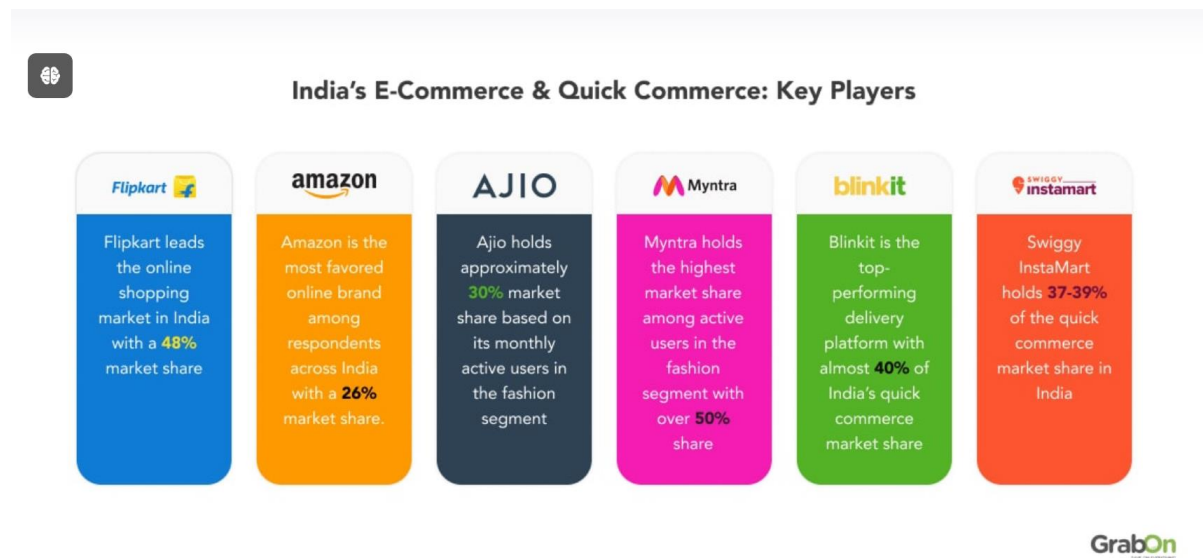 India's E-Commerce & Quick Commerce: Key Players
Flipkart
Flipkart leads
the online
shopping
market in India
with a 48%
market share
amazon
Amazon is the
most favored
online brand
among
respondents
across India
with a 26%
market share.
AJIO
Ajio holds
approximately
30% market
share based on
its monthly
active users in
the fashion
segment
Myntra
Myntra holds
the highest
market share
among active
users in the
fashion
segment with
over 50%
share
blinkit
Blinkit is the
top-
performing
delivery
platform with
almost 40% of
India's quick
commerce
market share
SWIGGY
instamart
Swiggy
InstaMart
holds 37-39%
of the quick
commerce
market share in
India
GrabOn